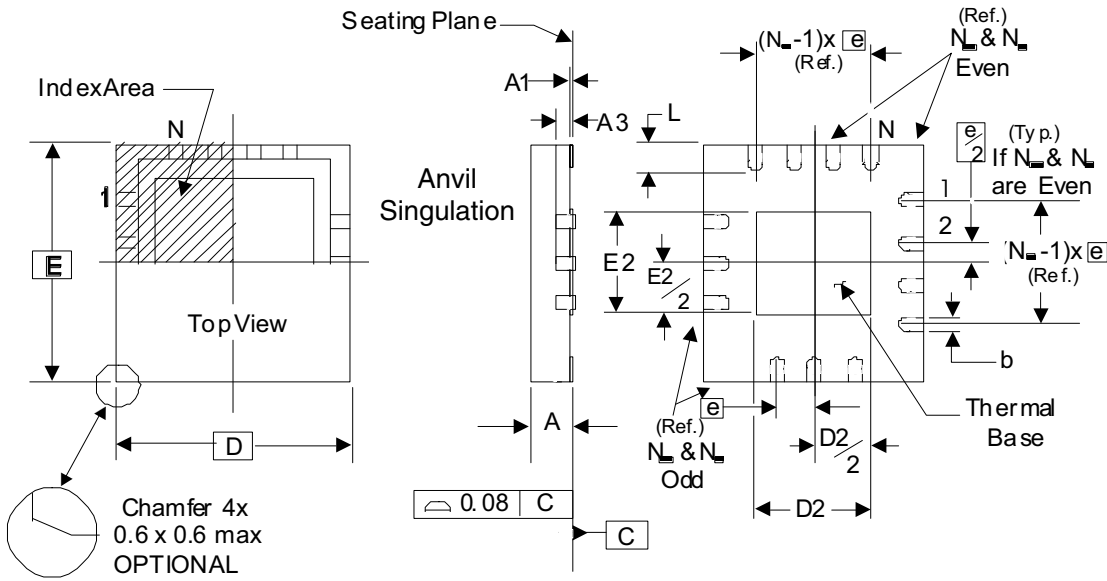 Seating Plane
A1
A3
L
(N -1)x e
(Ref.)
(Ref.)
N & N
Even
IndexArea
N
1
E
Top View
D
Chamfer 4x
0.6 x 0.6 max
OPTIONAL
Anvil
Singulation
A
0.08 C
C
N
e/2
(Typ.)
If N & N
are Even
1
2
(N -1)x e
(Ref.)
E2
E2/2
b
Thermal
Base
e
(Ref.)
N & N
Odd
D2/2
D2